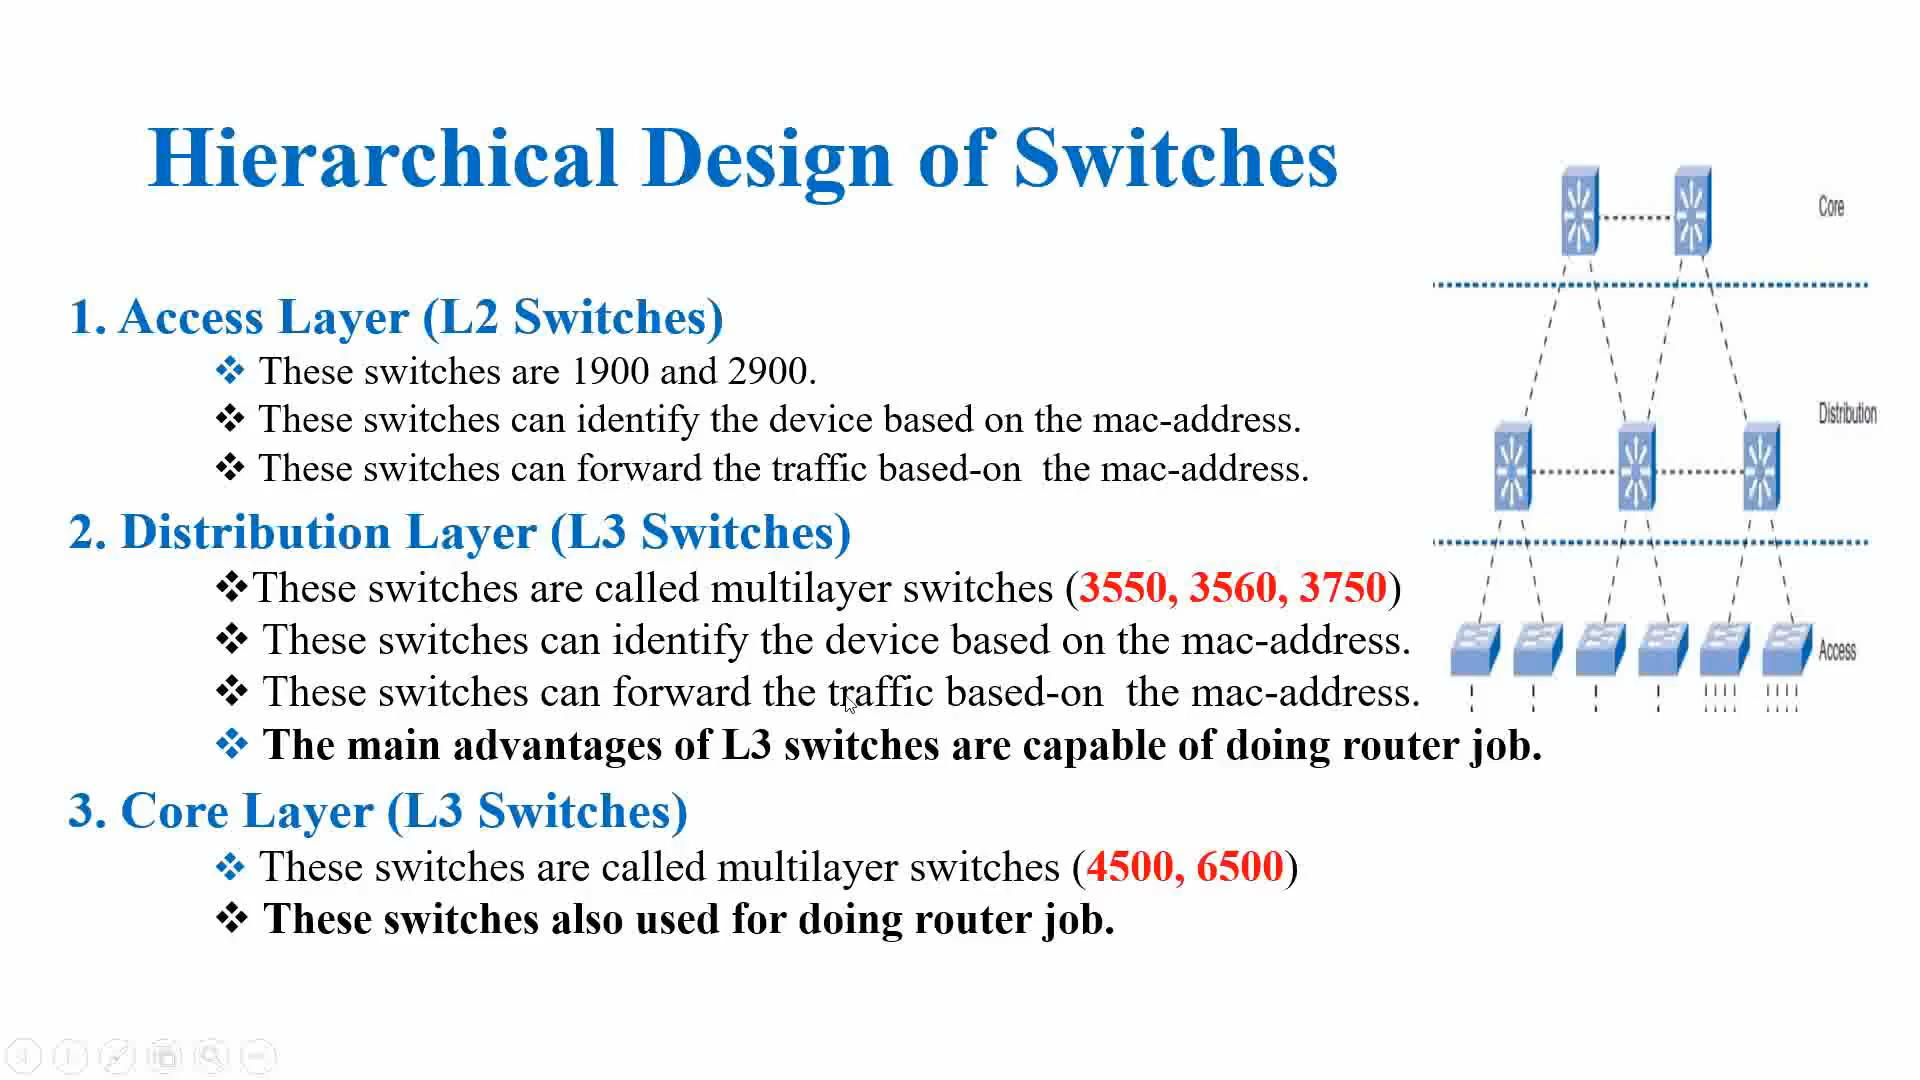 Hierarchical Design of Switches
1. Access Layer (L2 Switches)
❖ These switches are 1900 and 2900.
❖ These switches can identify the device based on the mac-address.
❖ These switches can forward the traffic based-on the mac-address.
2. Distribution Layer (L3 Switches)
❖These switches are called multilayer switches (3550, 3560, 3750)
❖ These switches can identify the device based on the mac-address.
❖ These switches can forward the traffic based-on the mac-address.
❖ The main advantages of L3 switches are capable of doing router job.
3. Core Layer (L3 Switches)
❖ These switches are called multilayer switches (4500, 6500)
❖ These switches also used for doing router job.
Core
Distribution
Access